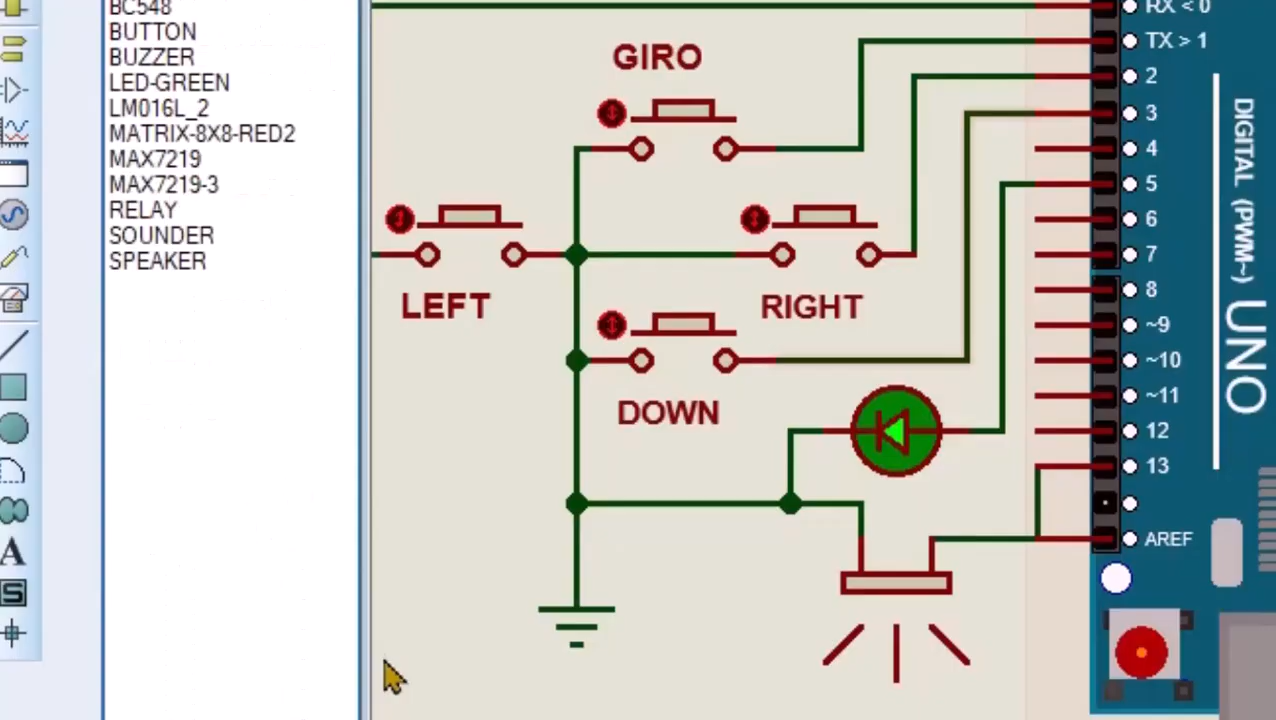 BC548
BUTTON
BUZZER
LED-GREEN
LM016L_2
MATRIX-8X8-RED2
MAX7219
MAX7219-3
RELAY
SOUNDER
SPEAKER
A
S
GIRO
LEFT
RIGHT
DOWN
RX < 0
TX > 1
2
3
4
5
6
7
8
~9
~10
~11
12
13
AREF
DIGITAL (PWM~)
UNO